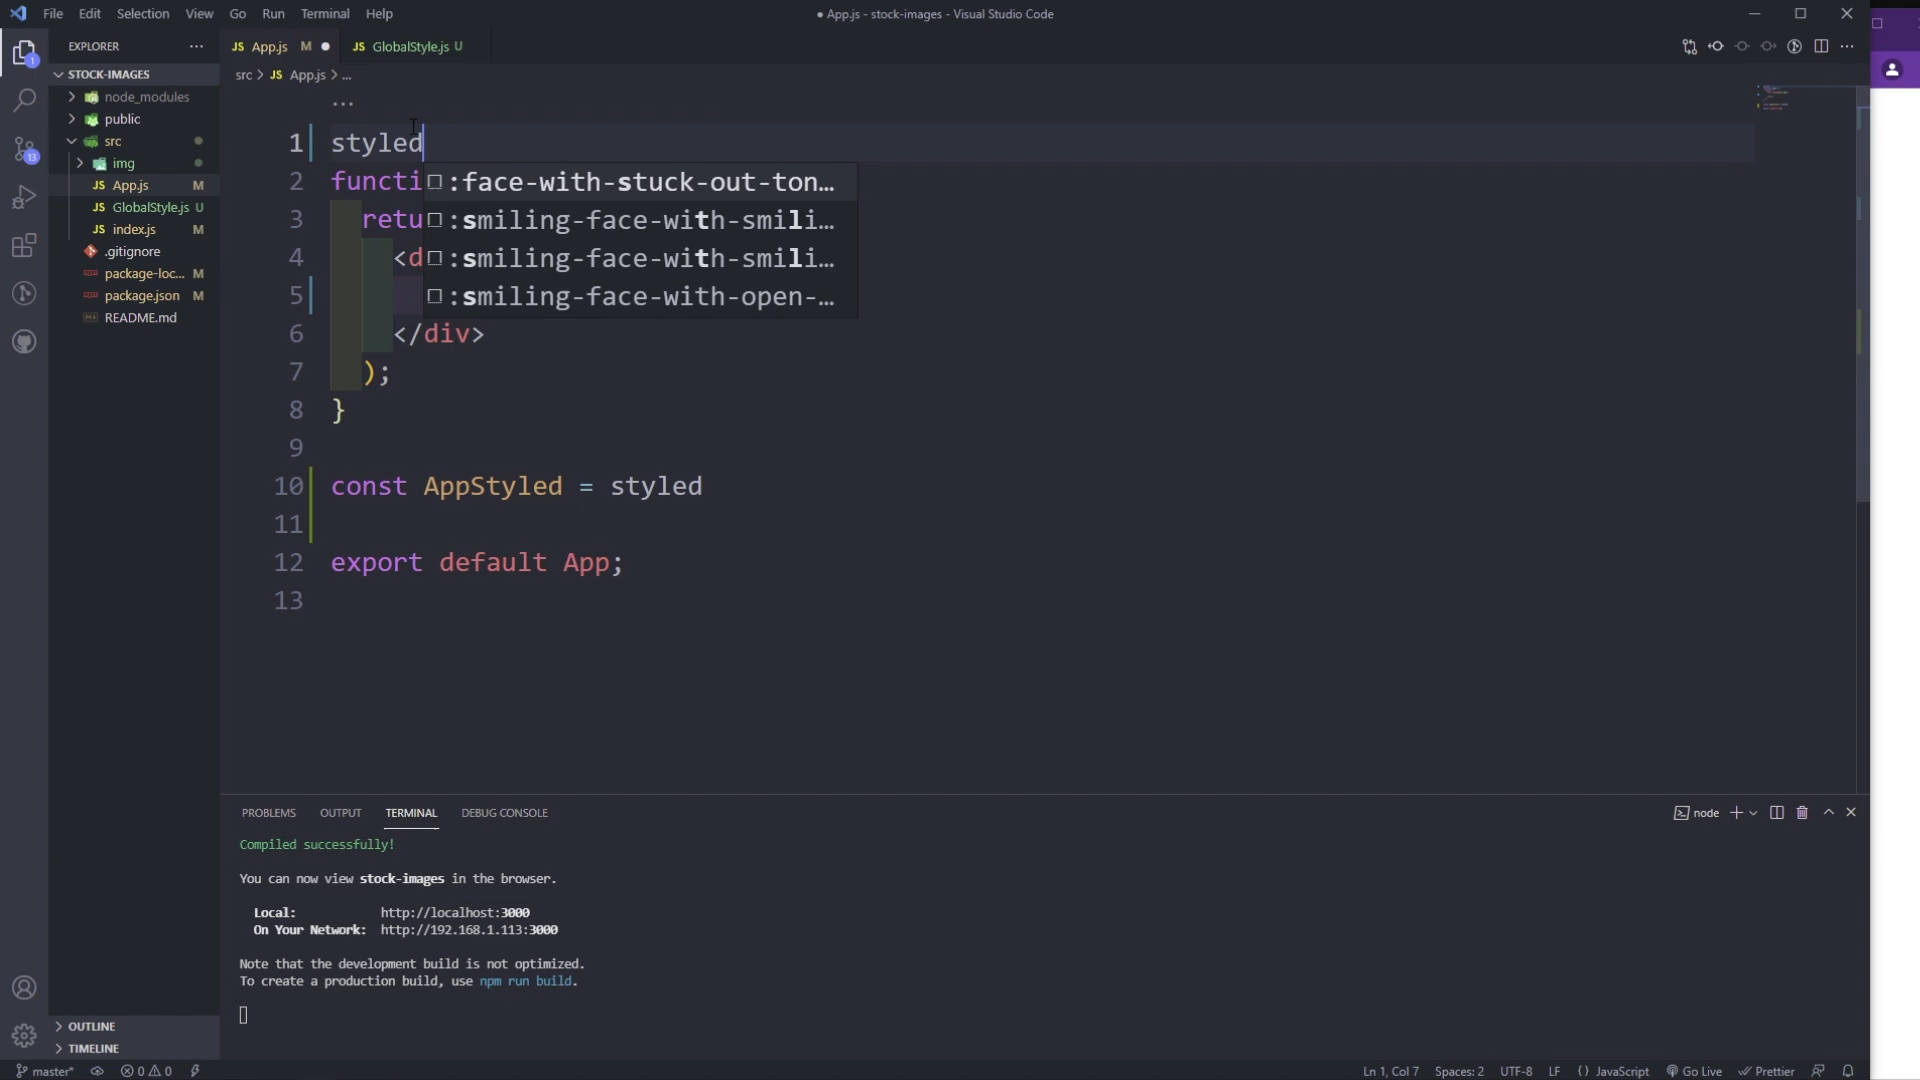 File Edit Selection View Go Run Terminal Help
● App.js - stock-images - Visual Studio Code
EXPLORER
JS App.js M
JS GlobalStyle.js U
STOCK-IMAGES
src > JS App.js > ...
node_modules
public
src
img
JS App.js M
JS GlobalStyle.js U
JS index.js M
.gitignore
package-loc... M
package.json M
README.md
1
13
...
1 styled
:face-with-stuck-out-ton...
:smiling-face-with-smili...
:smiling-face-with-smili...
:smiling-face-with-open-...
2 functi
3 retu
4 <d
5
6 </div>
7 );
8 }
9
10 const AppStyled = styled
11
12 export default App;
13
PROBLEMS OUTPUT TERMINAL DEBUG CONSOLE
node
Compiled successfully!
You can now view stock-images in the browser.
Local: http://localhost:3000
On Your Network: http://192.168.1.113:3000
Note that the development build is not optimized.
To create a production build, use npm run build.
OUTLINE
TIMELINE
master* 0 0
Ln 1, Col 7 Spaces: 2 UTF-8 LF {} JavaScript Go Live Prettier